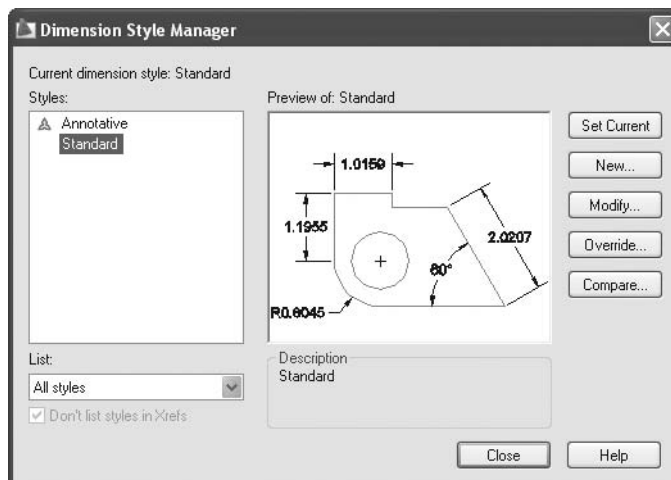 Dimension Style Manager
Current dimension style: Standard
Styles:
Annotative
Standard
Preview of: Standard
1.0159
1.1955
2.0207
60°
R0.8045
Set Current
New...
Modify...
Override...
Compare...
List:
All styles
Don't list styles in Xrefs
Description
Standard
Close
Help